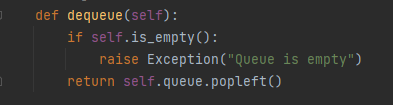 def dequeue(self):
    if self.is_empty():
        raise Exception("Queue is empty")
    return self.queue.popleft()